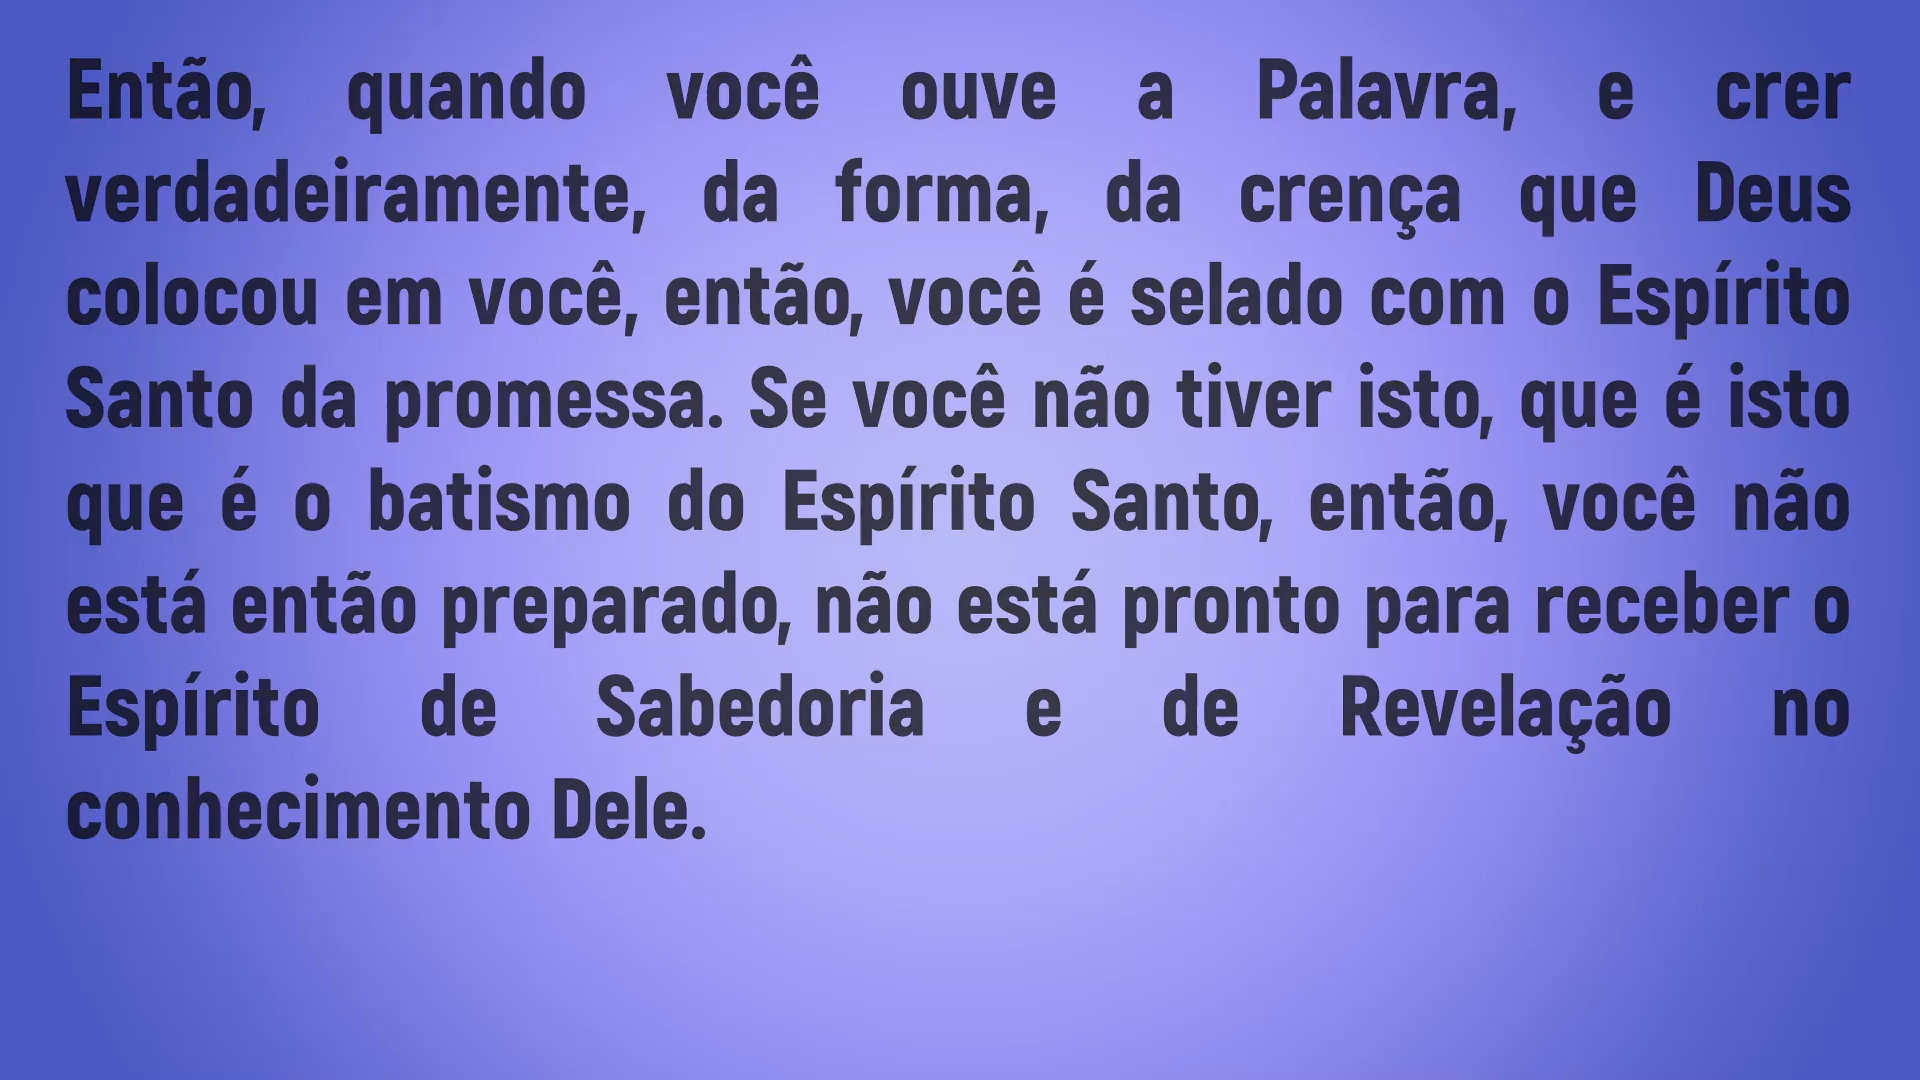 Então, quando você ouve a Palavra, e crer
verdadeiramente, da forma, da crença que Deus
colocou em você, então, você é selado com o Espírito
Santo da promessa. Se você não tiver isto, que é isto
que é o batismo do Espírito Santo, então, você não
está então preparado, não está pronto para receber o
Espírito de Sabedoria e de Revelação no
conhecimento Dele.